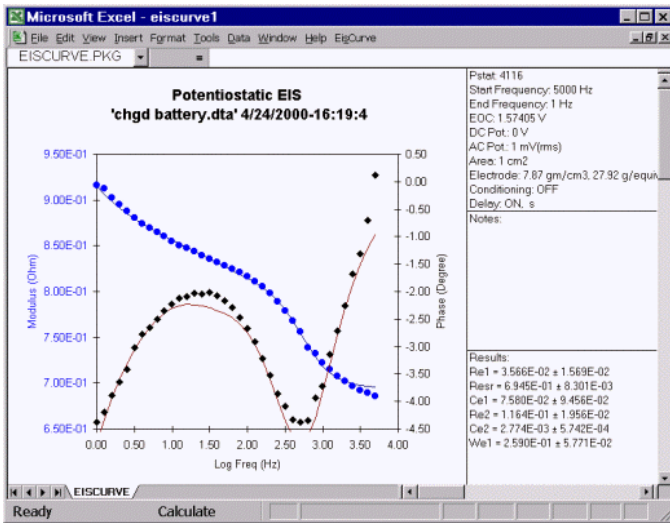 Microsoft Excel - eiscurve1
File Edit View Insert Format Tools Data Window Help EisCurve
EISCURVE.PKG =
Potentiostatic EIS
'chgd battery.dta' 4/24/2000-16:19:4
9.50E-01
9.00E-01
8.50E-01
8.00E-01
7.50E-01
7.00E-01
6.50E-01
Modulus (Ohm)
0.50
0.00
-0.50
-1.00
-1.50
-2.00
-2.50
-3.00
-3.50
-4.00
-4.50
Phase (Degree)
0.00 0.50 1.00 1.50 2.00 2.50 3.00 3.50 4.00
Log Freq (Hz)
Pstat: 4116
Start Frequency: 5000 Hz
End Frequency: 1 Hz
EOC: 1.57405 V
DC Pot.: 0 V
AC Pot.: 1 mV(rms)
Area: 1 cm2
Electrode: 7.87 gm/cm3, 27.92 g/equiv
Conditioning: OFF
Delay: ON, s
Notes:
Results:
Re1 = 3.566E-02 ± 1.569E-02
Resr = 6.945E-01 ± 8.301E-03
Ce1 = 7.580E-02 ± 9.456E-02
Re2 = 1.164E-01 ± 1.956E-02
Ce2 = 2.774E-03 ± 5.742E-04
We1 = 2.590E-01 ± 5.771E-02
EISCURVE
Ready Calculate